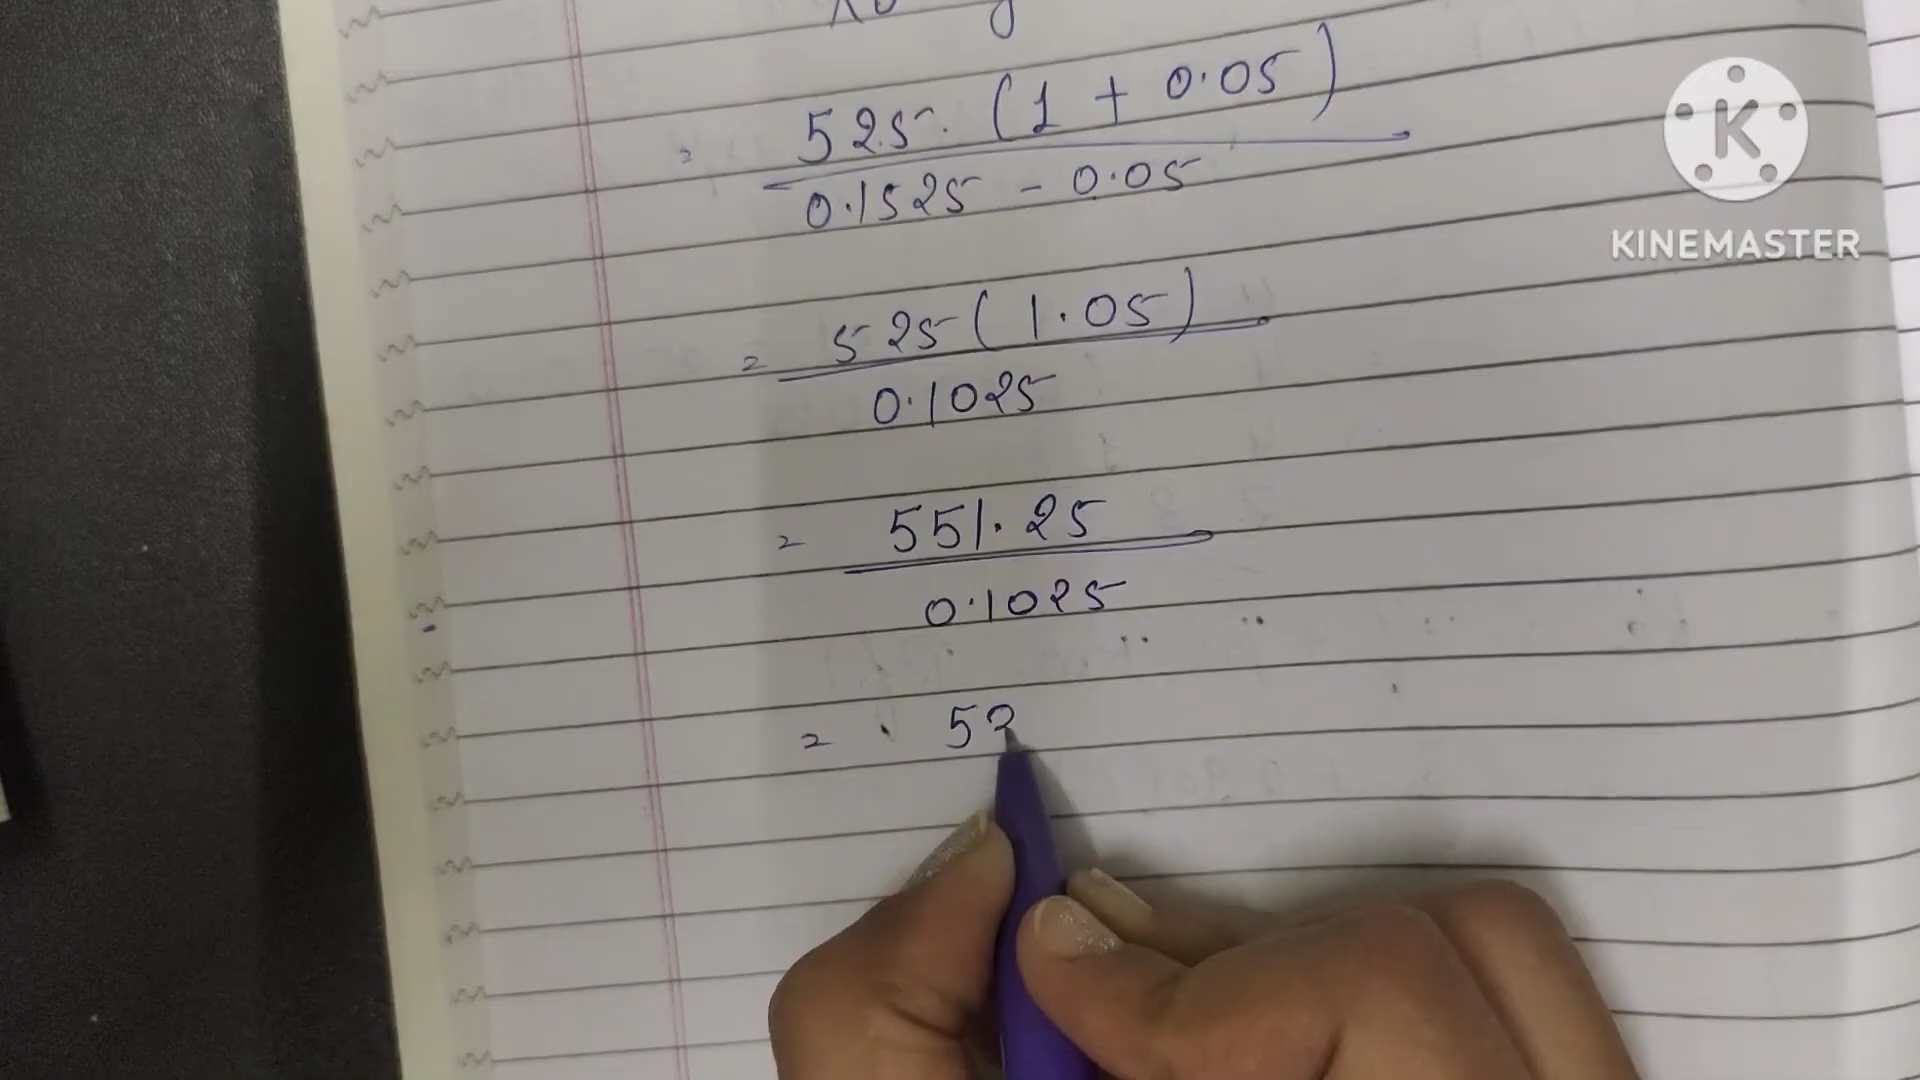 = 525 (1 + 0.05)
0.1525 - 0.05
= 525 (1.05)
0.1025
= 551.25
0.1025
= 53
K
KINEMASTER